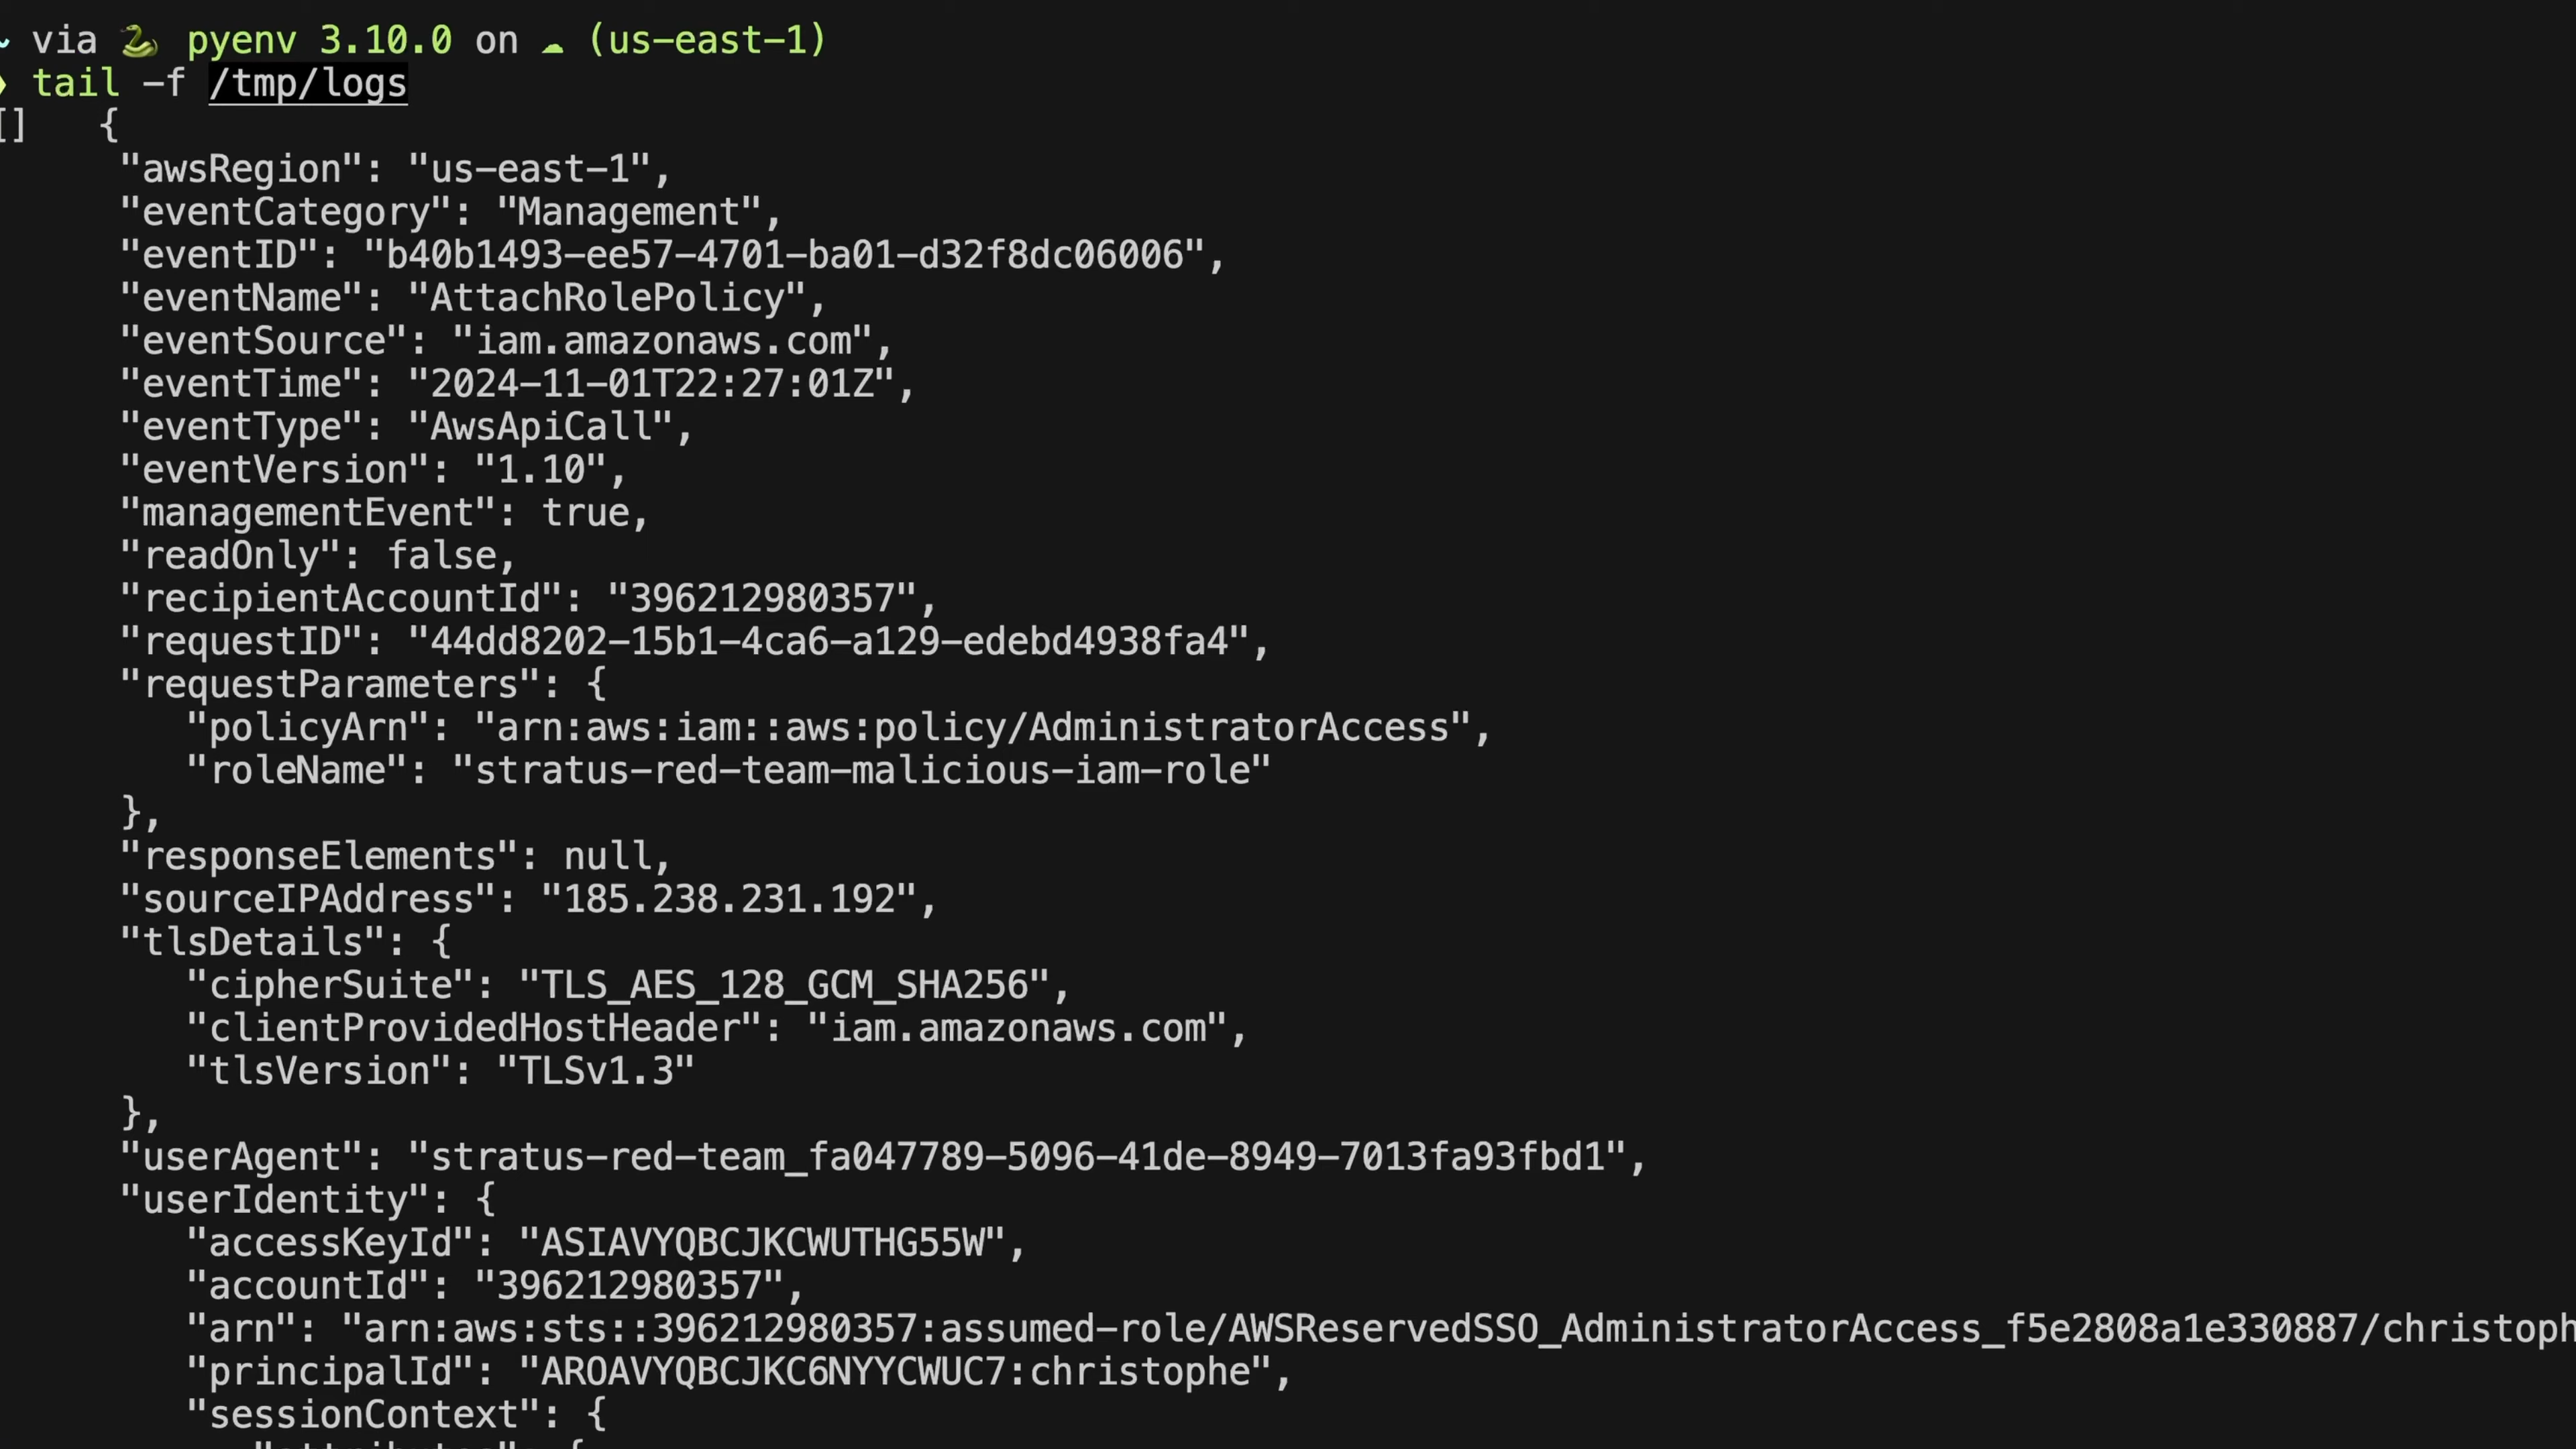 ~ via 🐍 pyenv 3.10.0 on ☁ (us-east-1)
❯ tail -f /tmp/logs
[]   {
"awsRegion": "us-east-1",
"eventCategory": "Management",
"eventID": "b40b1493-ee57-4701-ba01-d32f8dc06006",
"eventName": "AttachRolePolicy",
"eventSource": "iam.amazonaws.com",
"eventTime": "2024-11-01T22:27:01Z",
"eventType": "AwsApiCall",
"eventVersion": "1.10",
"managementEvent": true,
"readOnly": false,
"recipientAccountId": "396212980357",
"requestID": "44dd8202-15b1-4ca6-a129-edebd4938fa4",
"requestParameters": {
"policyArn": "arn:aws:iam::aws:policy/AdministratorAccess",
"roleName": "stratus-red-team-malicious-iam-role"
},
"responseElements": null,
"sourceIPAddress": "185.238.231.192",
"tlsDetails": {
"cipherSuite": "TLS_AES_128_GCM_SHA256",
"clientProvidedHostHeader": "iam.amazonaws.com",
"tlsVersion": "TLSv1.3"
},
"userAgent": "stratus-red-team_fa047789-5096-41de-8949-7013fa93fbd1",
"userIdentity": {
"accessKeyId": "ASIAVYQBCJKCWUTHG55W",
"accountId": "396212980357",
"arn": "arn:aws:sts::396212980357:assumed-role/AWSReservedSSO_AdministratorAccess_f5e2808a1e330887/christoph
"principalId": "AROAVYQBCJKC6NYYCWUC7:christophe",
"sessionContext": {